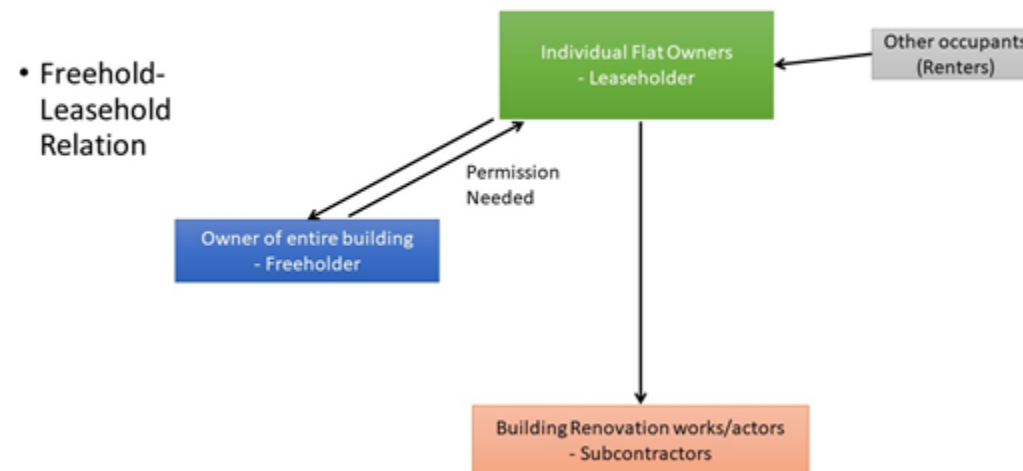 • Freehold-
Leasehold
Relation
Individual Flat Owners
- Leaseholder
Other occupants
(Renters)
Permission
Needed
Owner of entire building
- Freeholder
Building Renovation works/actors
- Subcontractors